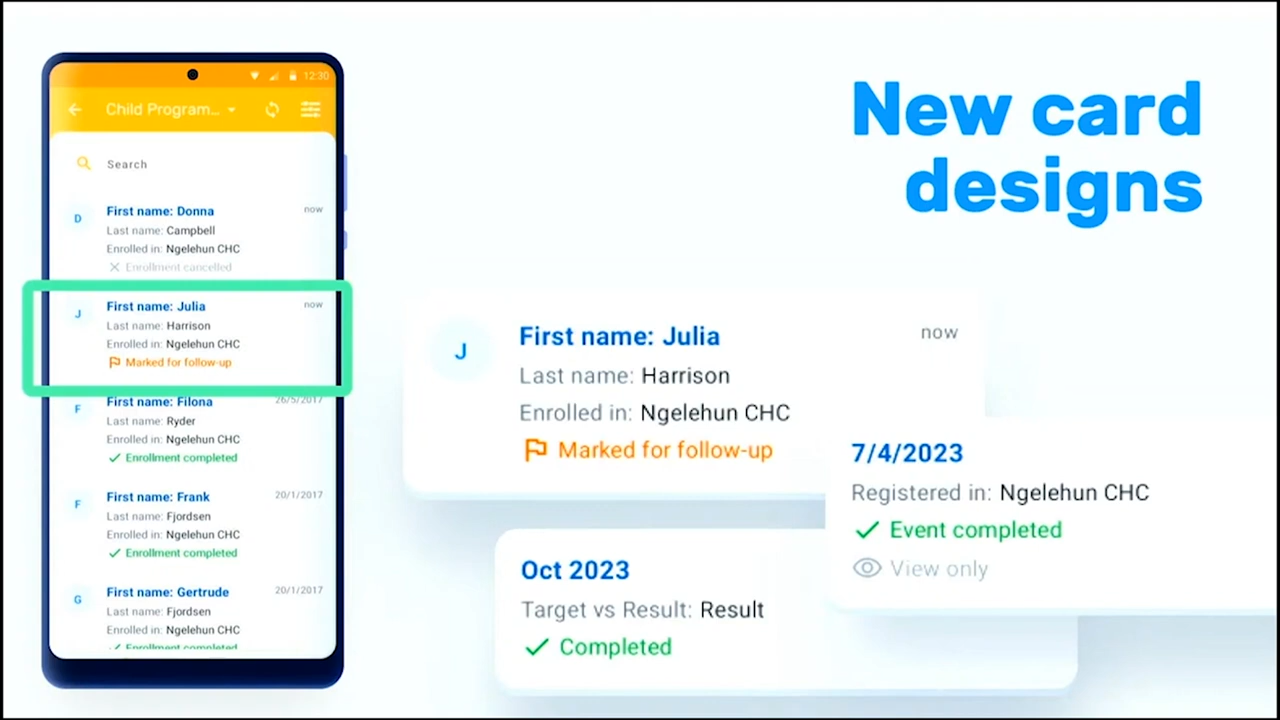 New card
designs
12:30
Child Program...
Search
D
First name: Donna
now
Last name: Campbell
Enrolled in: Ngelehun CHC
Enrollment cancelled
J
First name: Julia
now
Last name: Harrison
Enrolled in: Ngelehun CHC
Marked for follow-up
F
First name: Filona
26/5/2017
Last name: Ryder
Enrolled in: Ngelehun CHC
Enrollment completed
F
First name: Frank
20/1/2017
Last name: Fjordsen
Enrolled in: Ngelehun CHC
Enrollment completed
G
First name: Gertrude
20/1/2017
Last name: Fjordsen
Enrolled in: Ngelehun CHC
Enrollment completed
J
First name: Julia
now
Last name: Harrison
Enrolled in: Ngelehun CHC
Marked for follow-up
7/4/2023
Registered in: Ngelehun CHC
Event completed
View only
Oct 2023
Target vs Result: Result
Completed